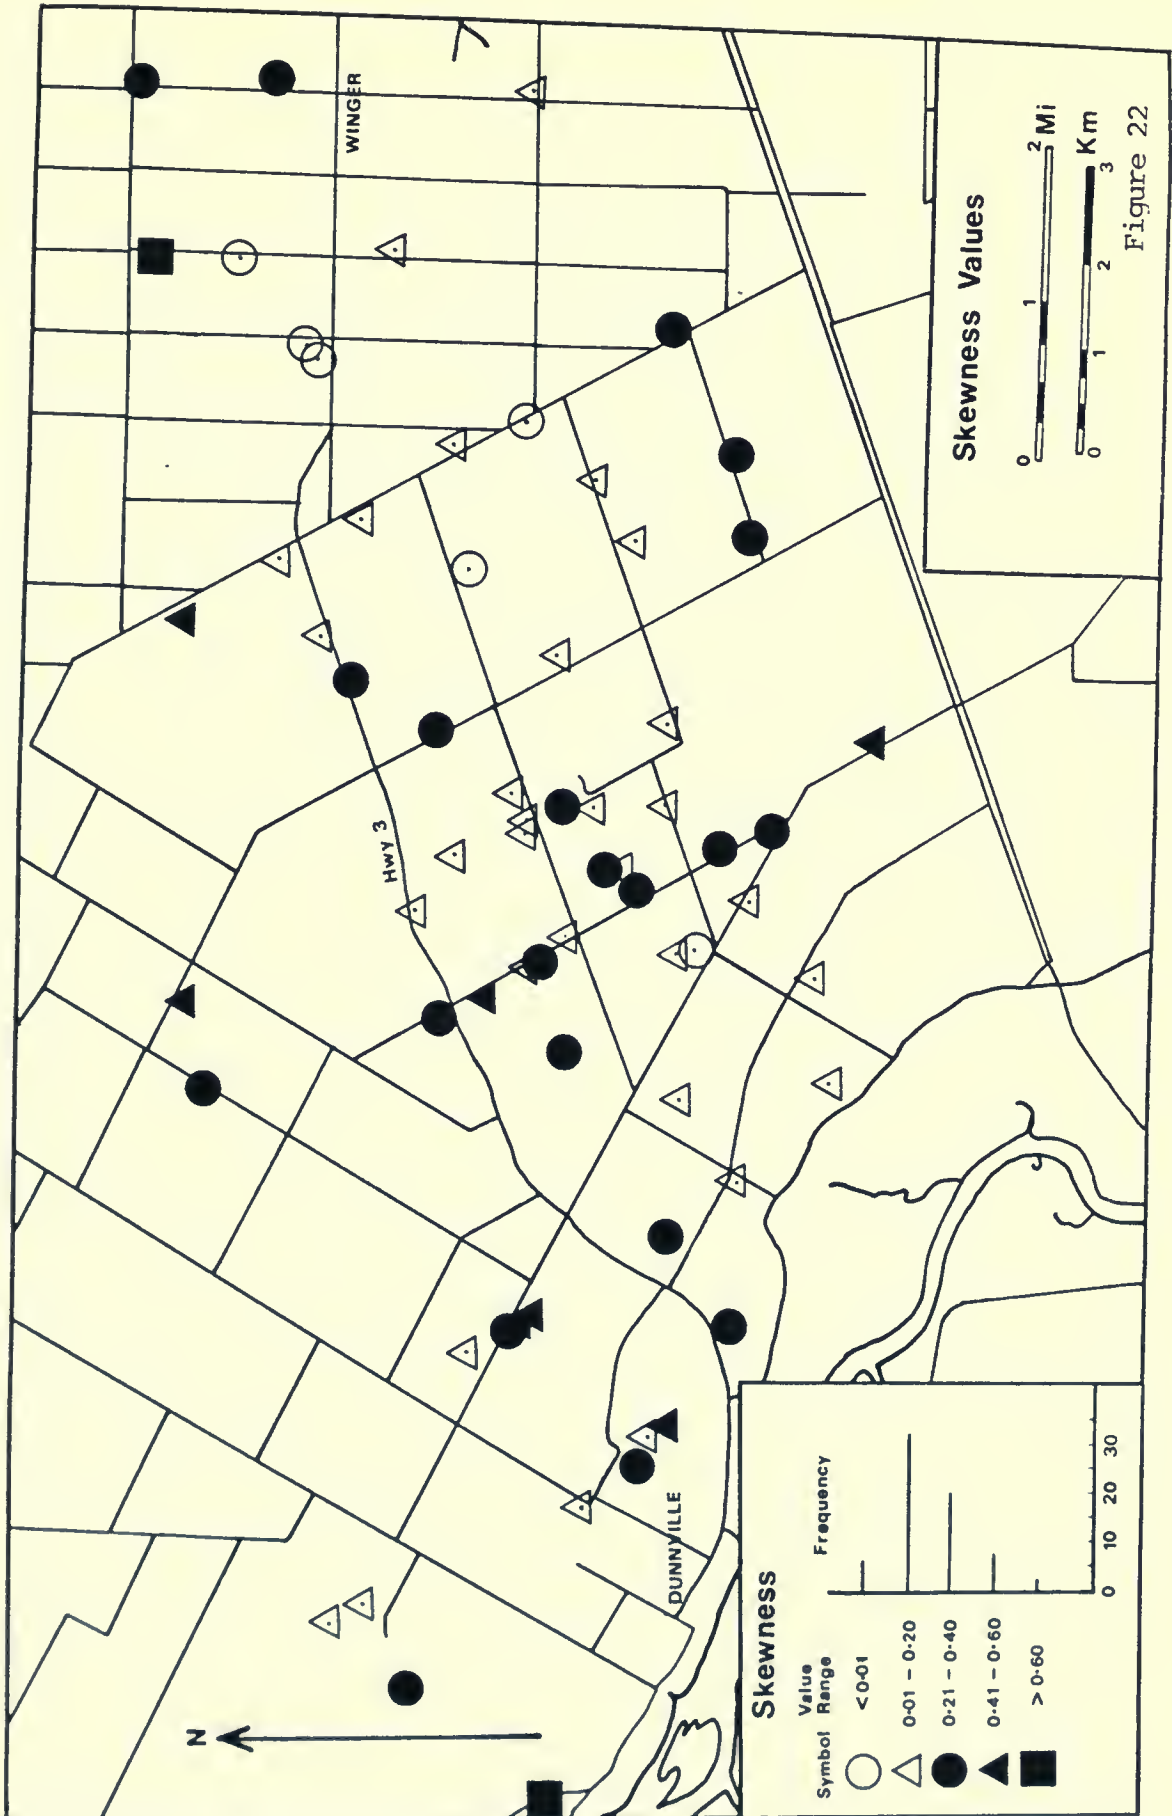 N
WINGER
Hwy 3
DUNNVILLE
Skewness
Symbol Value Range Frequency
<0·01
0·01 – 0·20
0·21 – 0·40
0·41 – 0·60
>0·60
0 10 20 30
Skewness Values
0 1 2 Mi
0 1 2 3 Km
Figure 22